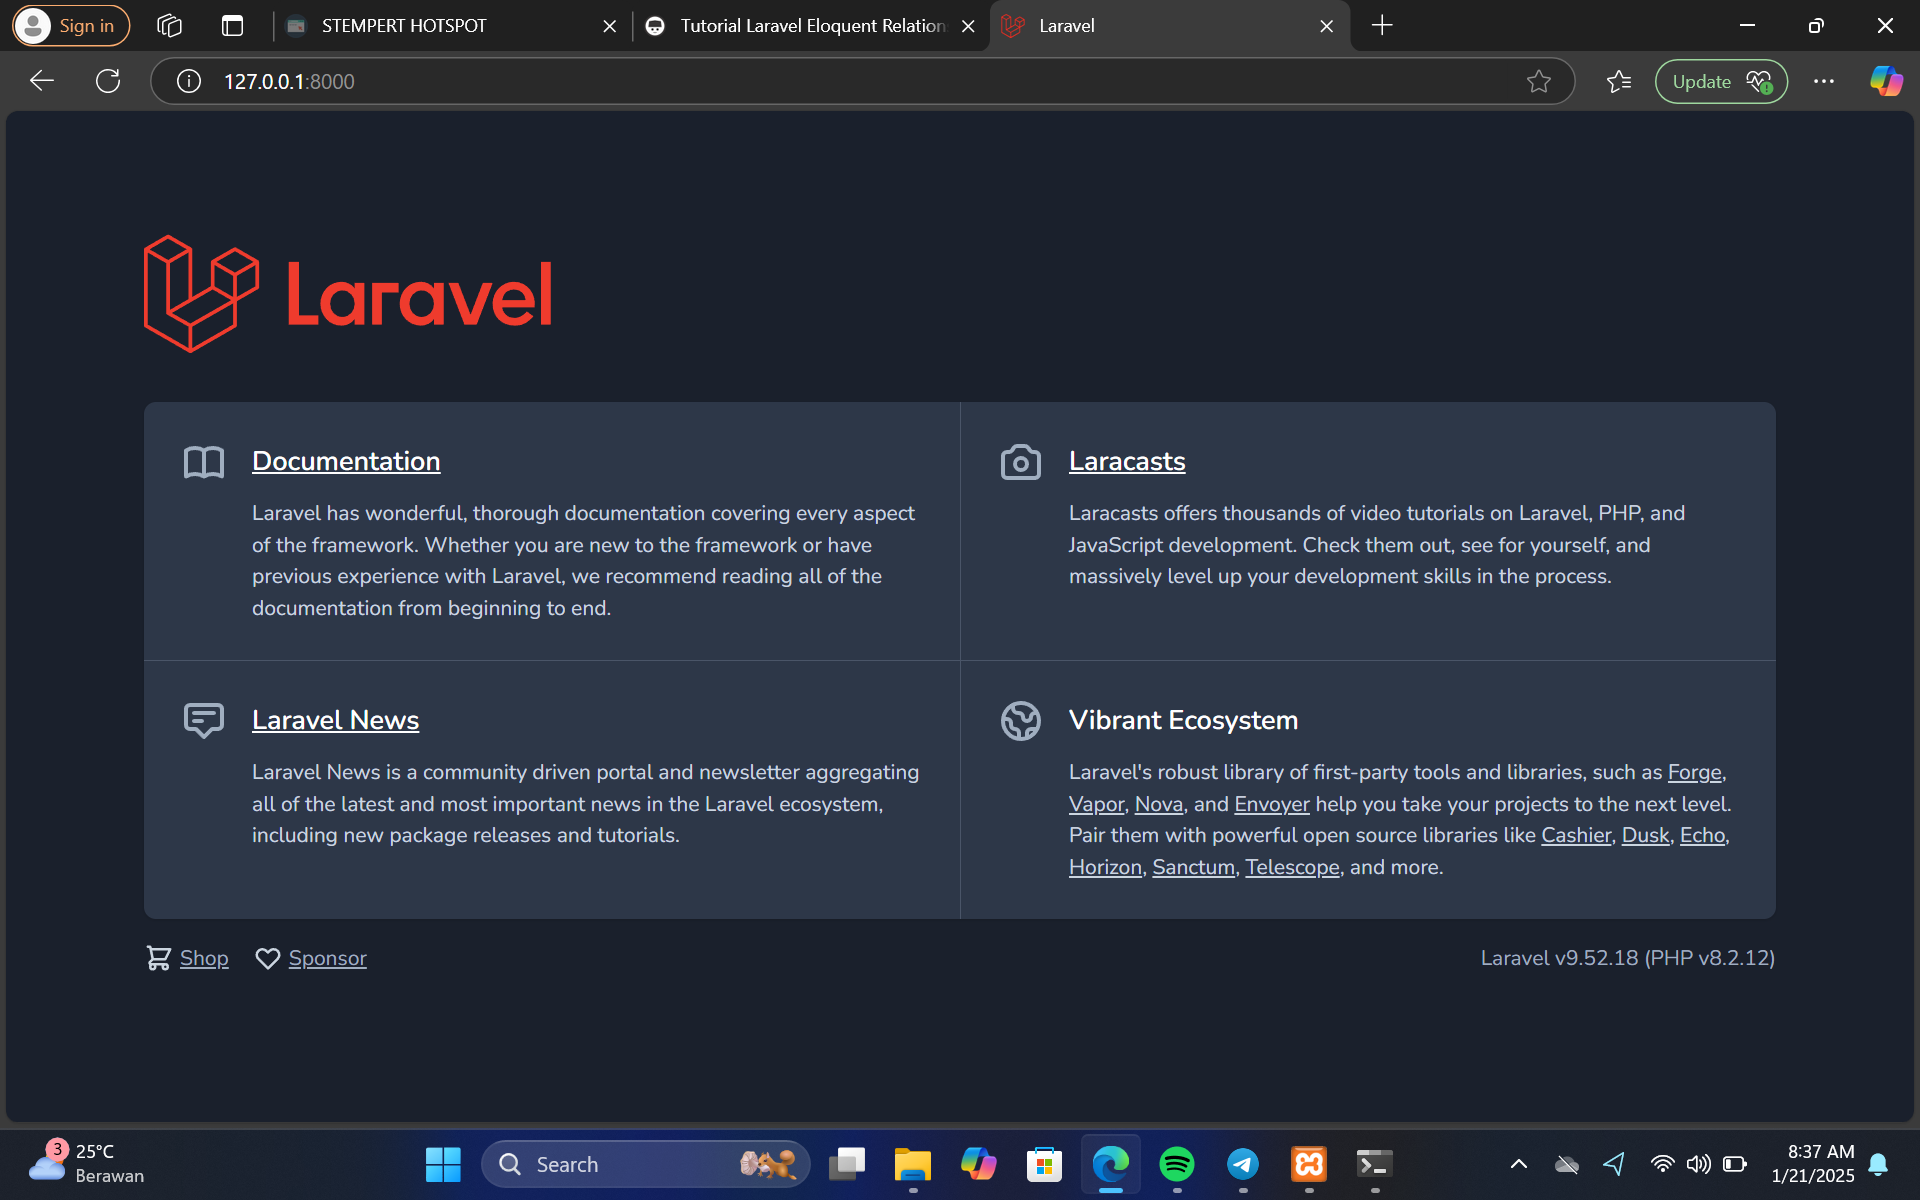 Sign in
STEMPERT HOTSPOT
Tutorial Laravel Eloquent Relation
Laravel
127.0.0.1:8000
Update
Laravel
Documentation
Laravel has wonderful, thorough documentation covering every aspect
of the framework. Whether you are new to the framework or have
previous experience with Laravel, we recommend reading all of the
documentation from beginning to end.
Laracasts
Laracasts offers thousands of video tutorials on Laravel, PHP, and
JavaScript development. Check them out, see for yourself, and
massively level up your development skills in the process.
Laravel News
Laravel News is a community driven portal and newsletter aggregating
all of the latest and most important news in the Laravel ecosystem,
including new package releases and tutorials.
Vibrant Ecosystem
Laravel's robust library of first-party tools and libraries, such as Forge,
Vapor, Nova, and Envoyer help you take your projects to the next level.
Pair them with powerful open source libraries like Cashier, Dusk, Echo,
Horizon, Sanctum, Telescope, and more.
Shop
Sponsor
Laravel v9.52.18 (PHP v8.2.12)
3
25°C
Berawan
Search
8:37 AM
1/21/2025